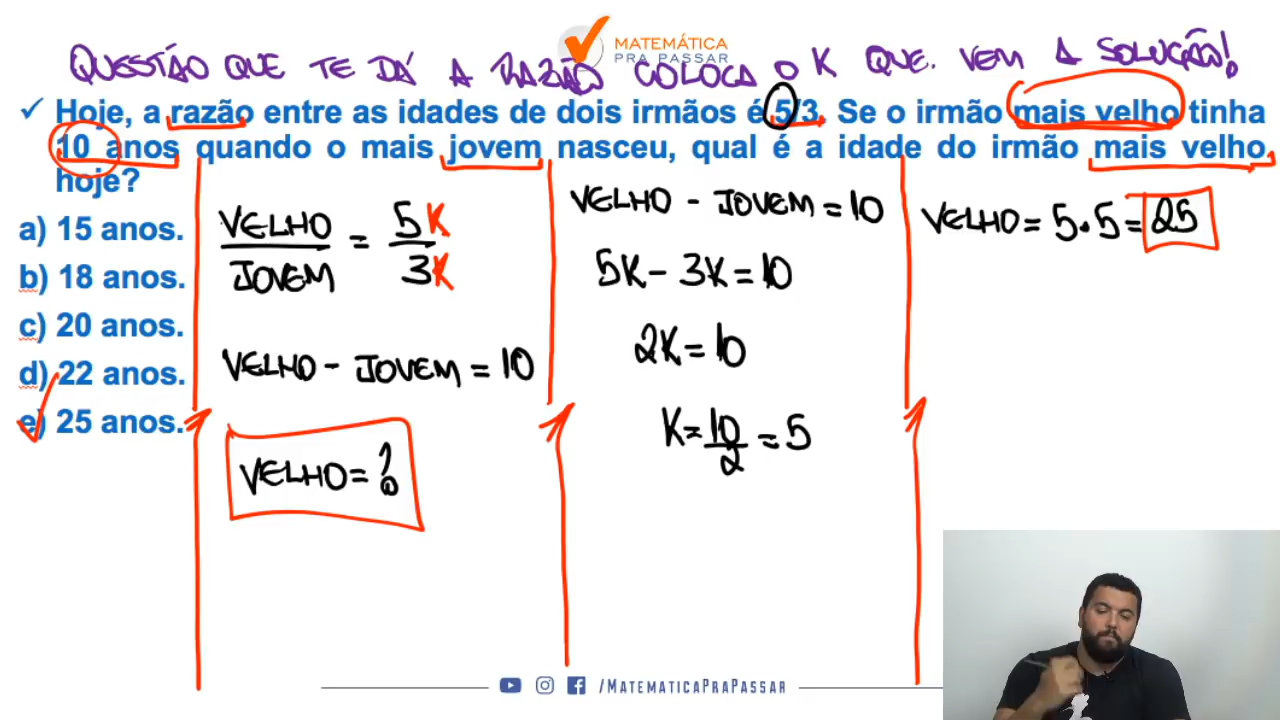 MATEMÁTICA
PRA PASSAR
QUESTÃO QUE TE DÁ A RAZÃO COLOCA O K QUE. VEM A SOLUÇÃO!
✓ Hoje, a razão entre as idades de dois irmãos é 5/3. Se o irmão mais velho tinha
10 anos quando o mais jovem nasceu, qual é a idade do irmão mais velho
hoje?
a) 15 anos.
b) 18 anos.
c) 20 anos.
d) 22 anos.
e) 25 anos.
VELHO/JOVEM = 5K/3K
VELHO - JOVEM = 10
VELHO = ?
VELHO - JOVEM = 10
5K - 3K = 10
2K = 10
K = 10/2 = 5
VELHO = 5.5 = 25
/MATEMATICAPRAPASSAR